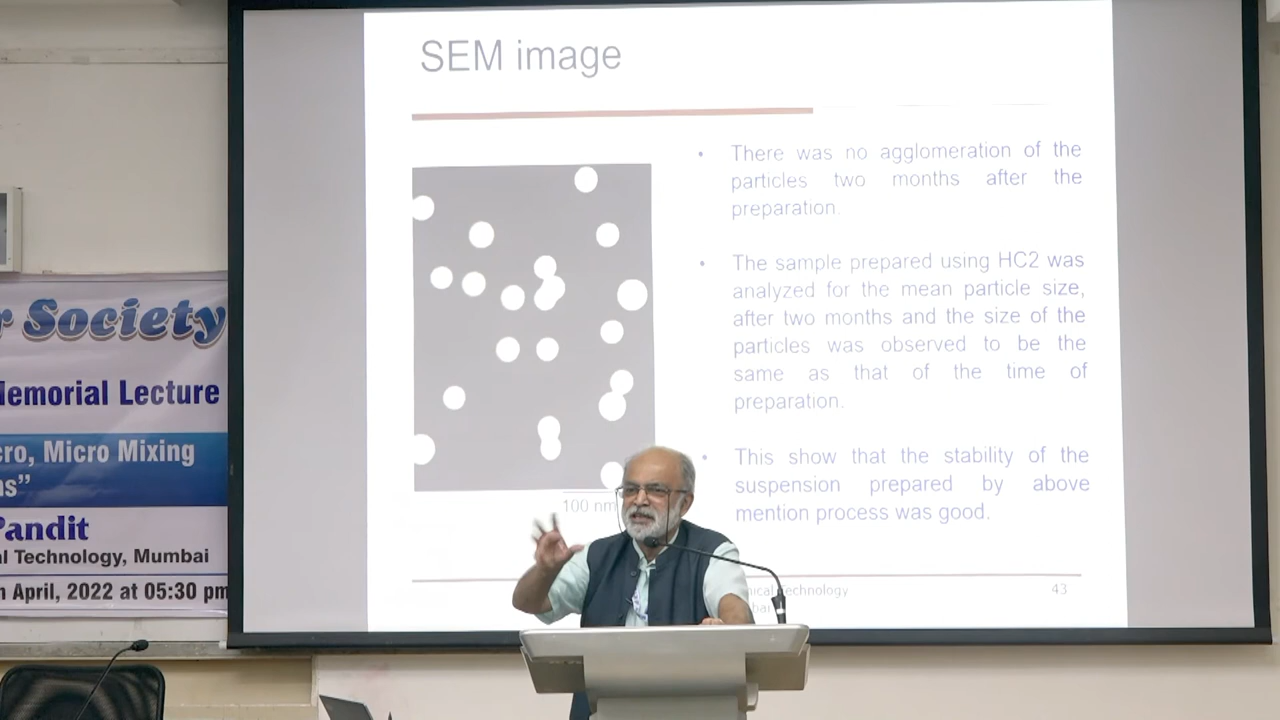 SEM image
• There was no agglomeration of the
particles two months after the
preparation.
• The sample prepared using HC2 was
analyzed for the mean particle size,
after two months and the size of the
particles was observed to be the
same as that of the time of
preparation.
• This show that the stability of the
suspension prepared by above
mention process was good.
100 nm
Technology
43
r Society
Memorial Lecture
cro, Micro Mixing
ns”
Pandit
l Technology, Mumbai
h April, 2022 at 05:30 pm